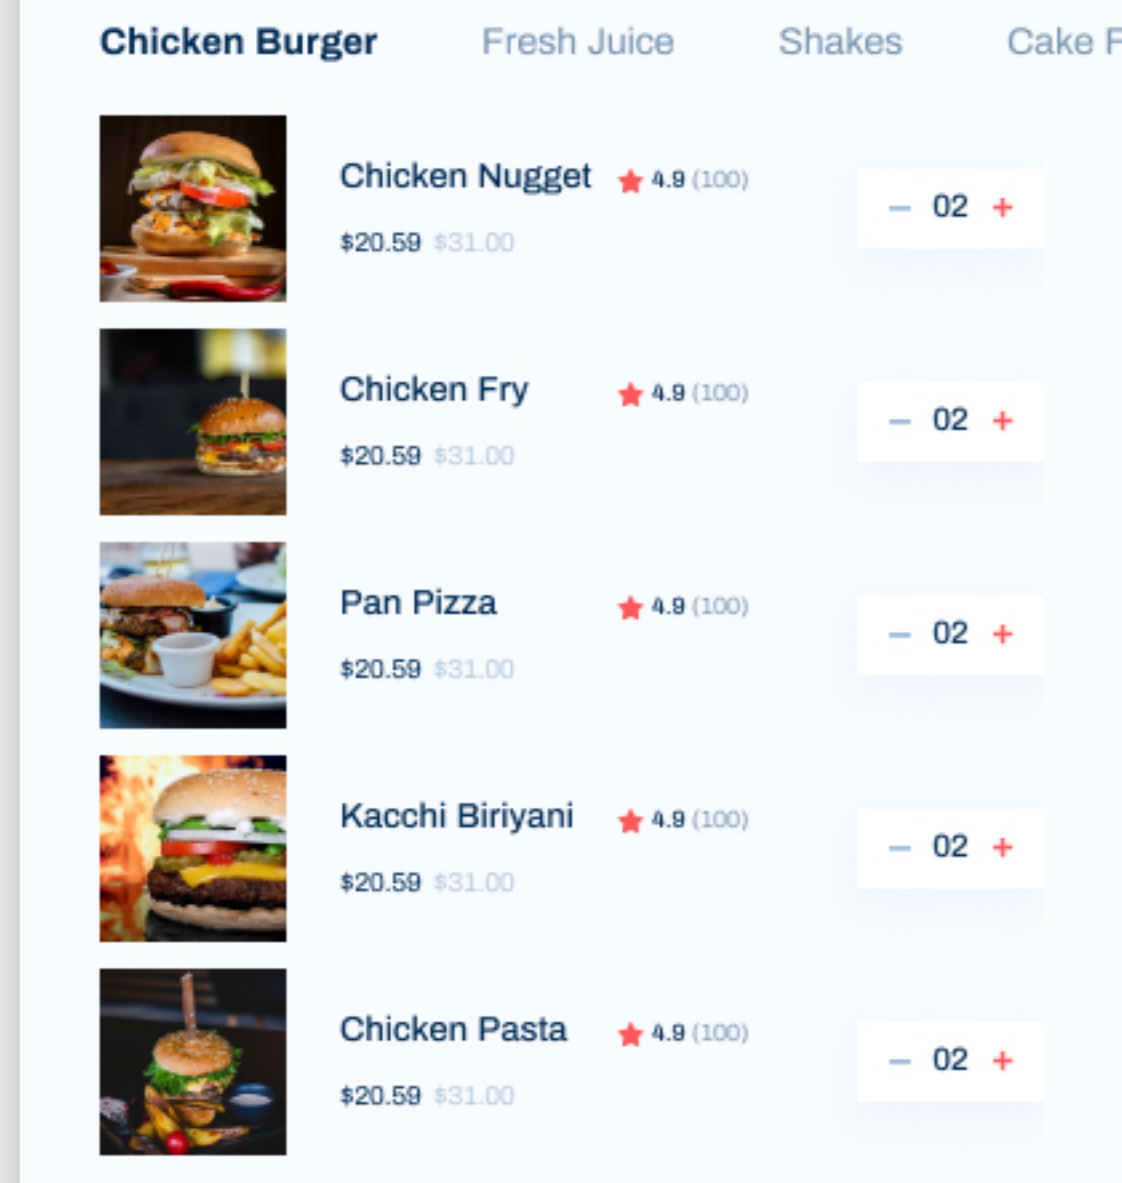 Chicken Burger Fresh Juice Shakes Cake F
Chicken Nugget 4.9 (100)
$20.59 $31.00
– 02 +
Chicken Fry 4.9 (100)
$20.59 $31.00
– 02 +
Pan Pizza 4.9 (100)
$20.59 $31.00
– 02 +
Kacchi Biriyani 4.9 (100)
$20.59 $31.00
– 02 +
Chicken Pasta 4.9 (100)
$20.59 $31.00
– 02 +